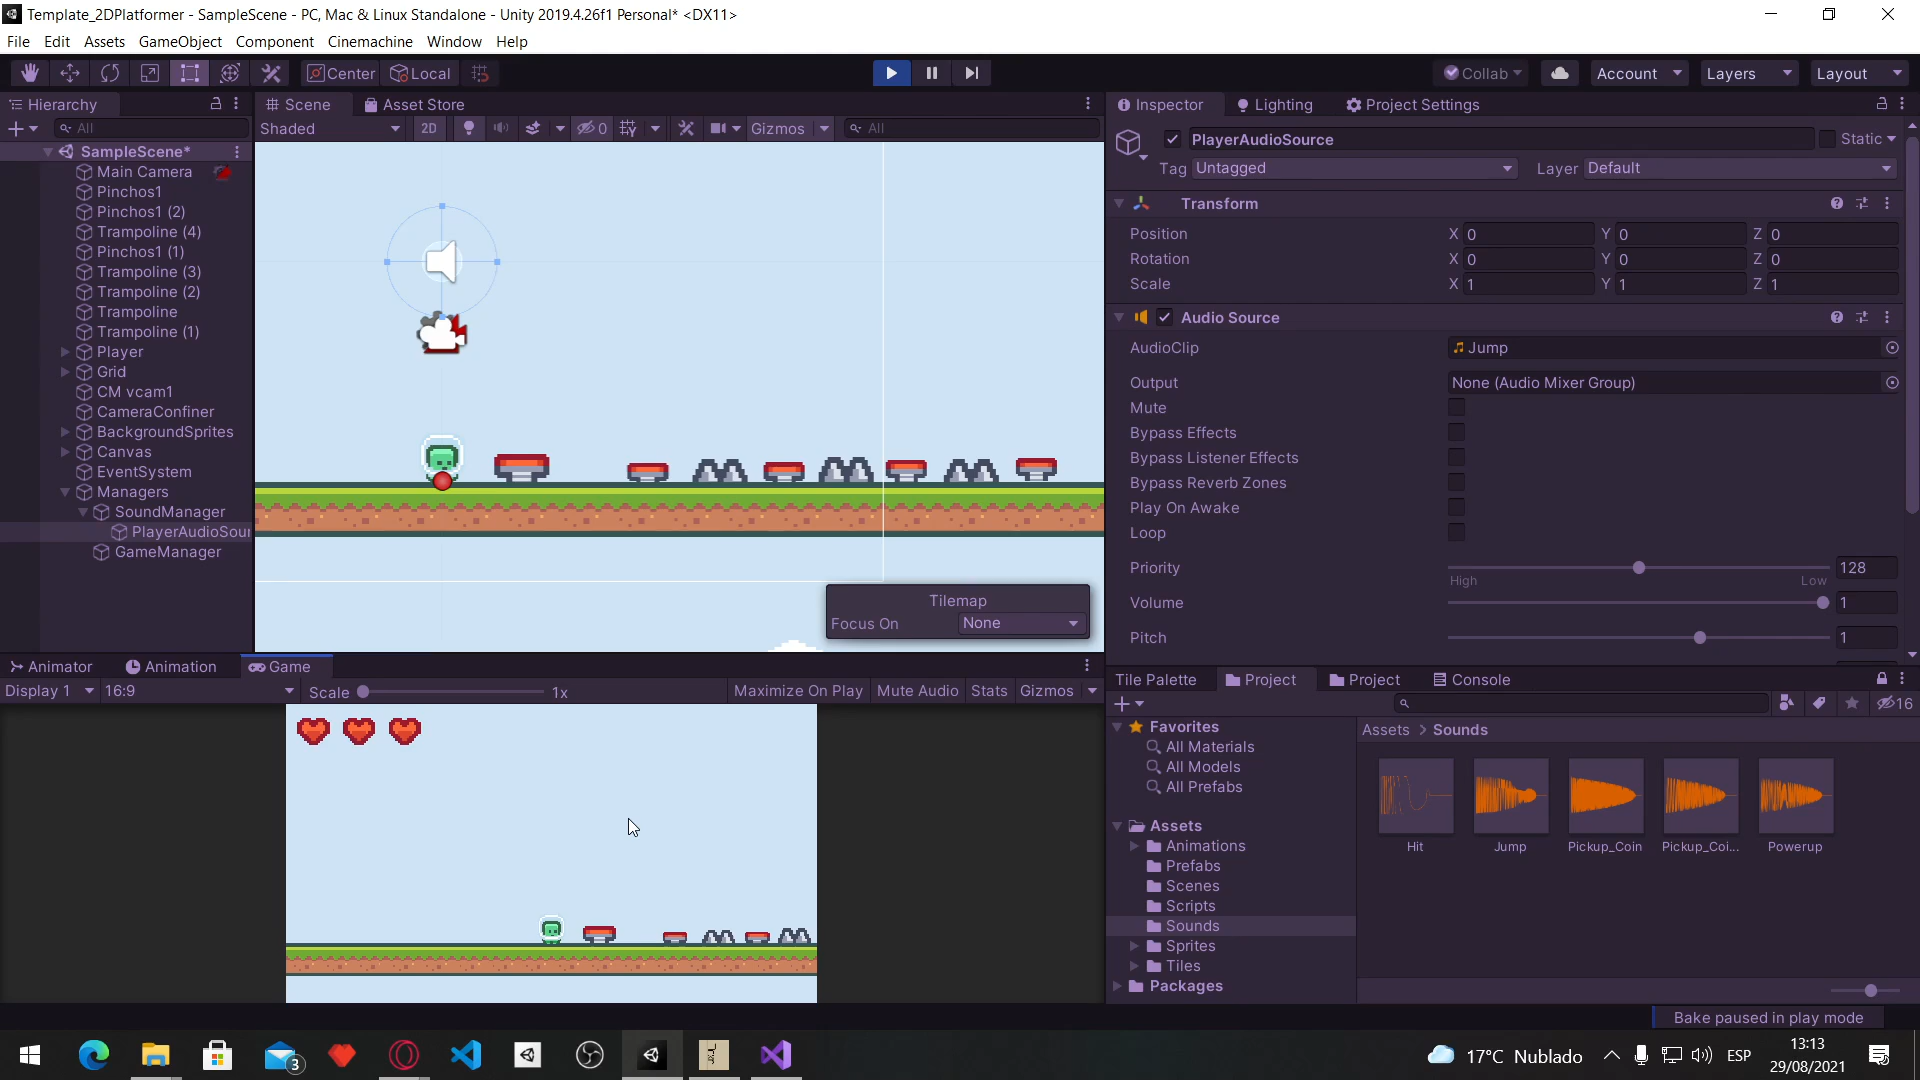 Template_2DPlatformer - SampleScene - PC, Mac & Linux Standalone - Unity 2019.4.26f1 Personal* <DX11>
File Edit Assets GameObject Component Cinemachine Window Help
Center Local Collab Account Layers Layout
Hierarchy
All
SampleScene*
Main Camera
Pinchos1
Pinchos1 (2)
Trampoline (4)
Pinchos1 (1)
Trampoline (3)
Trampoline (2)
Trampoline
Trampoline (1)
Player
Grid
CM vcam1
CameraConfiner
BackgroundSprites
Canvas
EventSystem
Managers
SoundManager
PlayerAudioSour
GameManager
Scene Asset Store
Shaded 2D 0 Gizmos All
Tilemap
Focus On None
Inspector Lighting Project Settings
PlayerAudioSource Static
Tag Untagged Layer Default
Transform
Position X 0 Y 0 Z 0
Rotation X 0 Y 0 Z 0
Scale X 1 Y 1 Z 1
Audio Source
AudioClip Jump
Output None (Audio Mixer Group)
Mute
Bypass Effects
Bypass Listener Effects
Bypass Reverb Zones
Play On Awake
Loop
Priority 128
High Low
Volume 1
Pitch 1
Animator Animation Game
Display 1 16:9 Scale 1x Maximize On Play Mute Audio Stats Gizmos
Tile Palette Project Project Console
16
Favorites
All Materials
All Models
All Prefabs
Assets
Animations
Prefabs
Scenes
Scripts
Sounds
Sprites
Tiles
Packages
Assets > Sounds
Hit Jump Pickup_Coin Pickup_Coi... Powerup
Bake paused in play mode
3
17°C Nublado ESP
13:13
29/08/2021